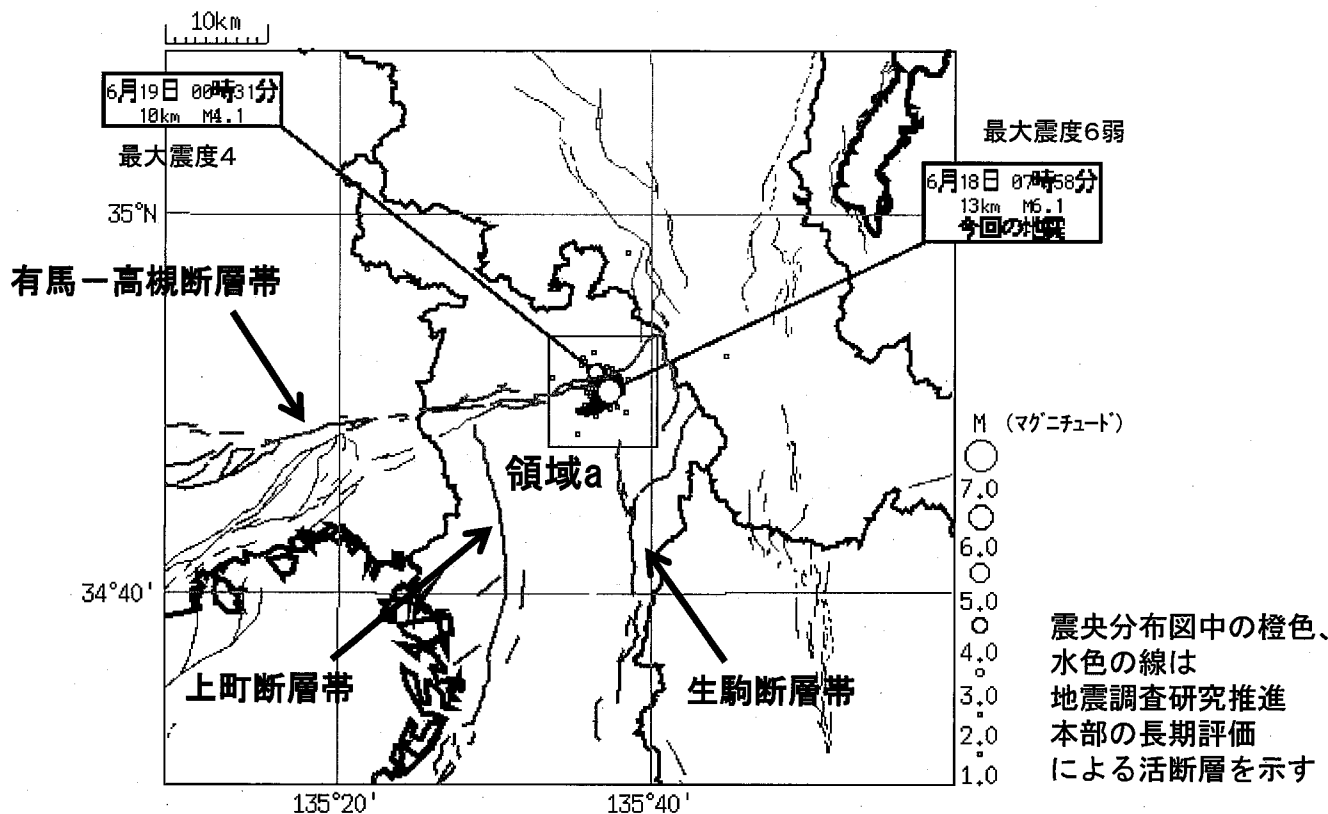 10km
6月19日 00時31分
10km M4.1
最大震度4
最大震度6弱
6月18日 07時58分
13km M6.1
今回の地震
35°N
有馬－高槻断層帯
領域a
M (マグニチュード)
7.0
6.0
5.0
4.0
3.0
2.0
1.0
34°40'
上町断層帯
生駒断層帯
震央分布図中の橙色、
水色の線は
地震調査研究推進
本部の長期評価
による活断層を示す
135°20'
135°40'